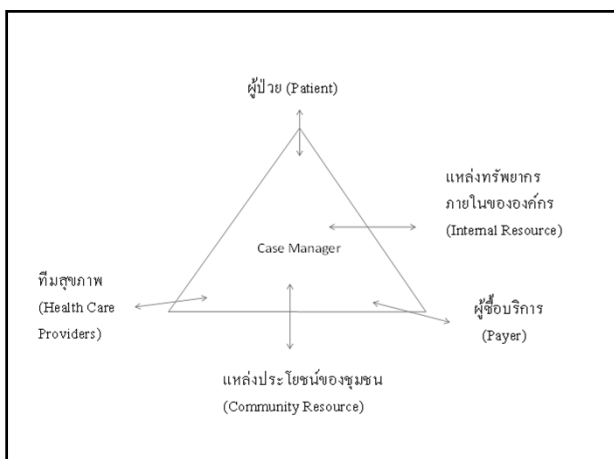 ผู้ป่วย (Patient)
แหล่งทรัพยากร
ภายในขององค์กร
(Internal Resource)
Case Manager
ทีมสุขภาพ
(Health Care
Providers)
ผู้ซื้อบริการ
(Payer)
แหล่งประโยชน์ของชุมชน
(Community Resource)